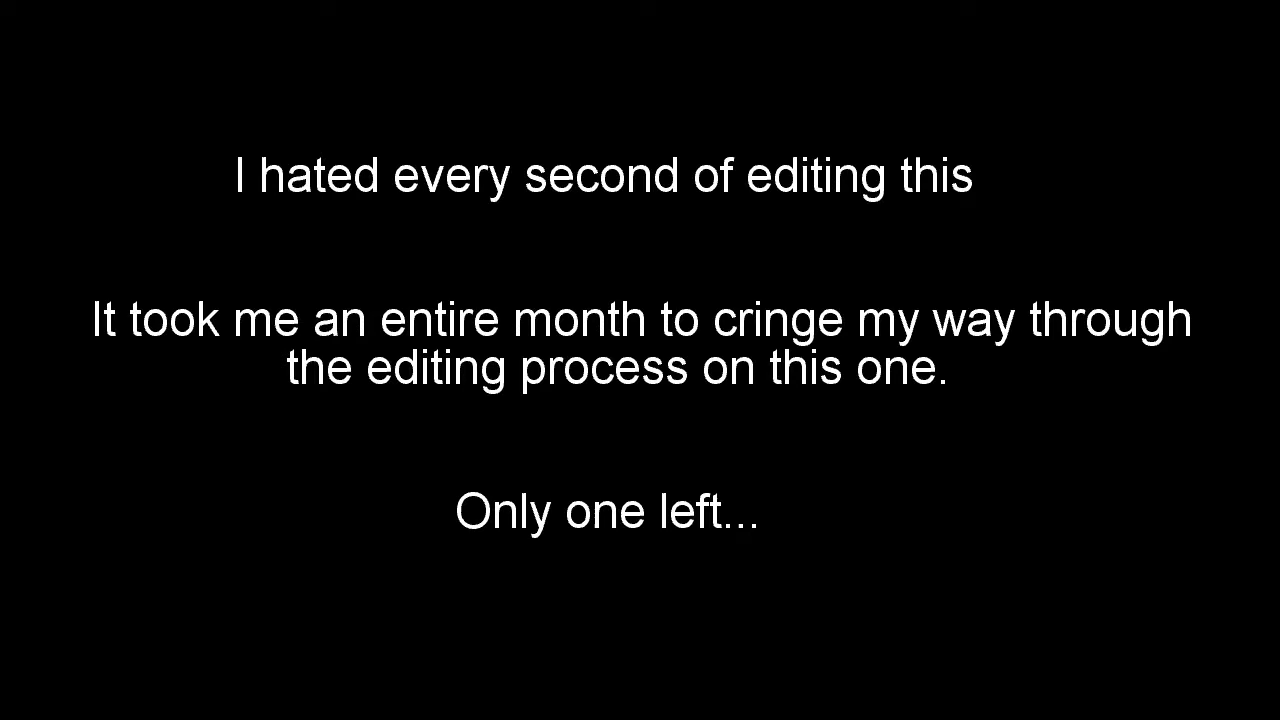 I hated every second of editing this
It took me an entire month to cringe my way through
the editing process on this one.
Only one left...